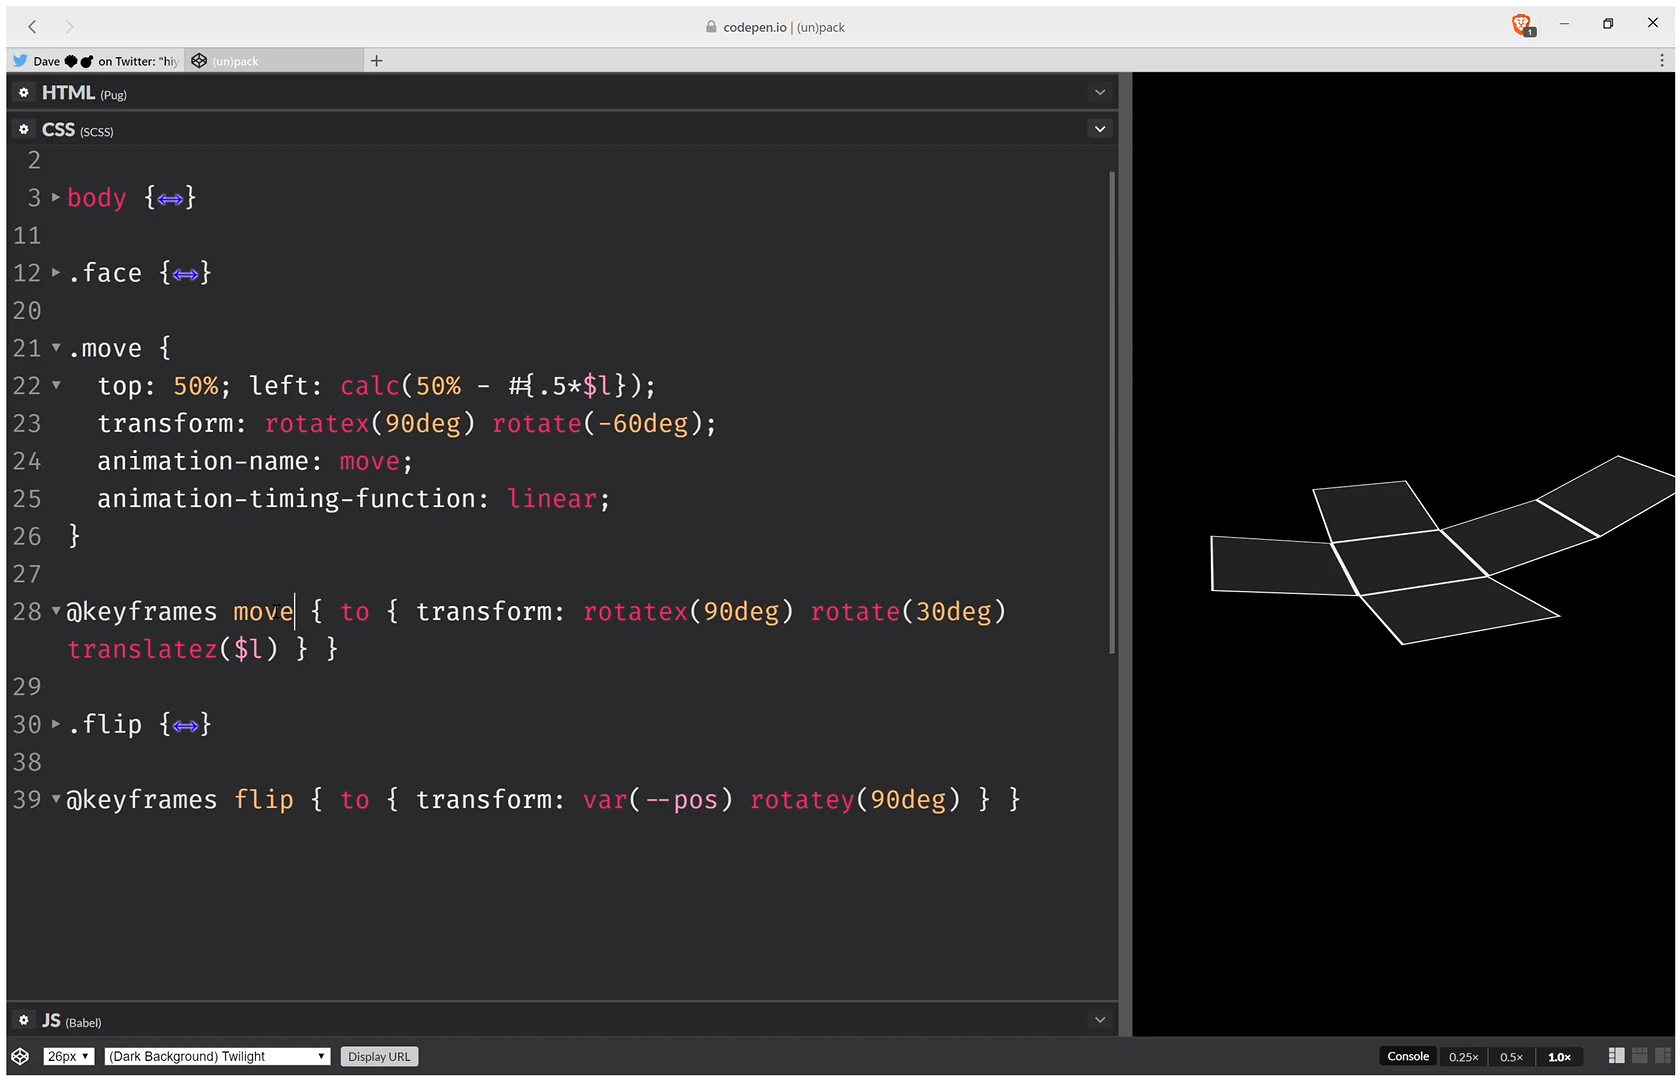 codepen.io | (un)pack
1
Dave on Twitter: "hiy
(un)pack
HTML (Pug)
CSS (SCSS)
2
3 body {↔}
11
12 .face {↔}
20
21 .move {
22 top: 50%; left: calc(50% - #{.5*$l});
23 transform: rotatex(90deg) rotate(-60deg);
24 animation-name: move;
25 animation-timing-function: linear;
26 }
27
28 @keyframes move { to { transform: rotatex(90deg) rotate(30deg)
translatez($l) } }
29
30 .flip {↔}
38
39 @keyframes flip { to { transform: var(--pos) rotatey(90deg) } }
JS (Babel)
26px (Dark Background) Twilight Display URL
Console 0.25× 0.5× 1.0×